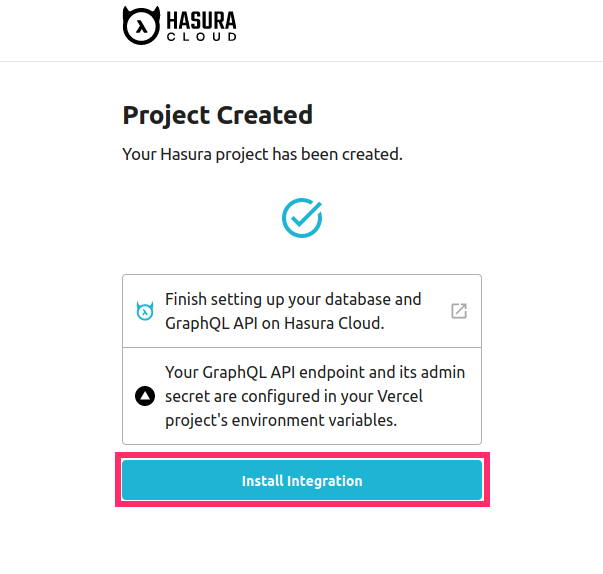 HASURA
CLOUD
Project Created
Your Hasura project has been created.
Finish setting up your database and
GraphQL API on Hasura Cloud.
Your GraphQL API endpoint and its admin
secret are configured in your Vercel
project's environment variables.
Install Integration